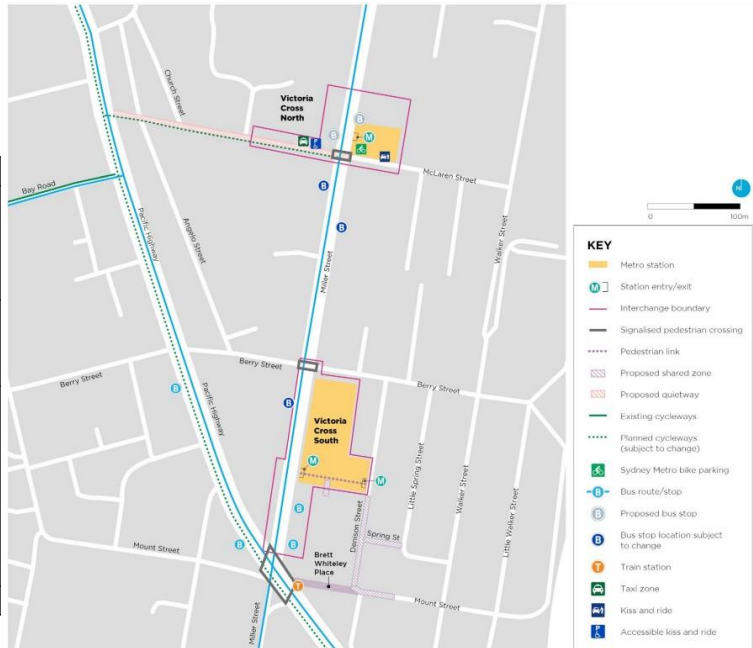 Church Street
Victoria
Cross
North
B
B
M
McLaren Street
Bay Road
B
B
Pacific Highway
Angelo Street
Miller Street
Walker Street
N
0
100m
Berry Street
Berry Street
Berry Street
B
Pacific Highway
B
Victoria
Cross
South
M
M
Little Spring Street
Walker Street
Little Walker Street
B
B
B
Denison Street
Spring St
Mount Street
Brett
Whiteley
Place
T
Mount Street
Miller Street
KEY
Metro station
M
Station entry/exit
Interchange boundary
Signalised pedestrian crossing
Pedestrian link
Proposed shared zone
Proposed quietway
Existing cycleways
Planned cycleways
(subject to change)
Sydney Metro bike parking
B
Bus route/stop
B
Proposed bus stop
B
Bus stop location subject
to change
T
Train station
Taxi zone
Kiss and ride
Accessible kiss and ride